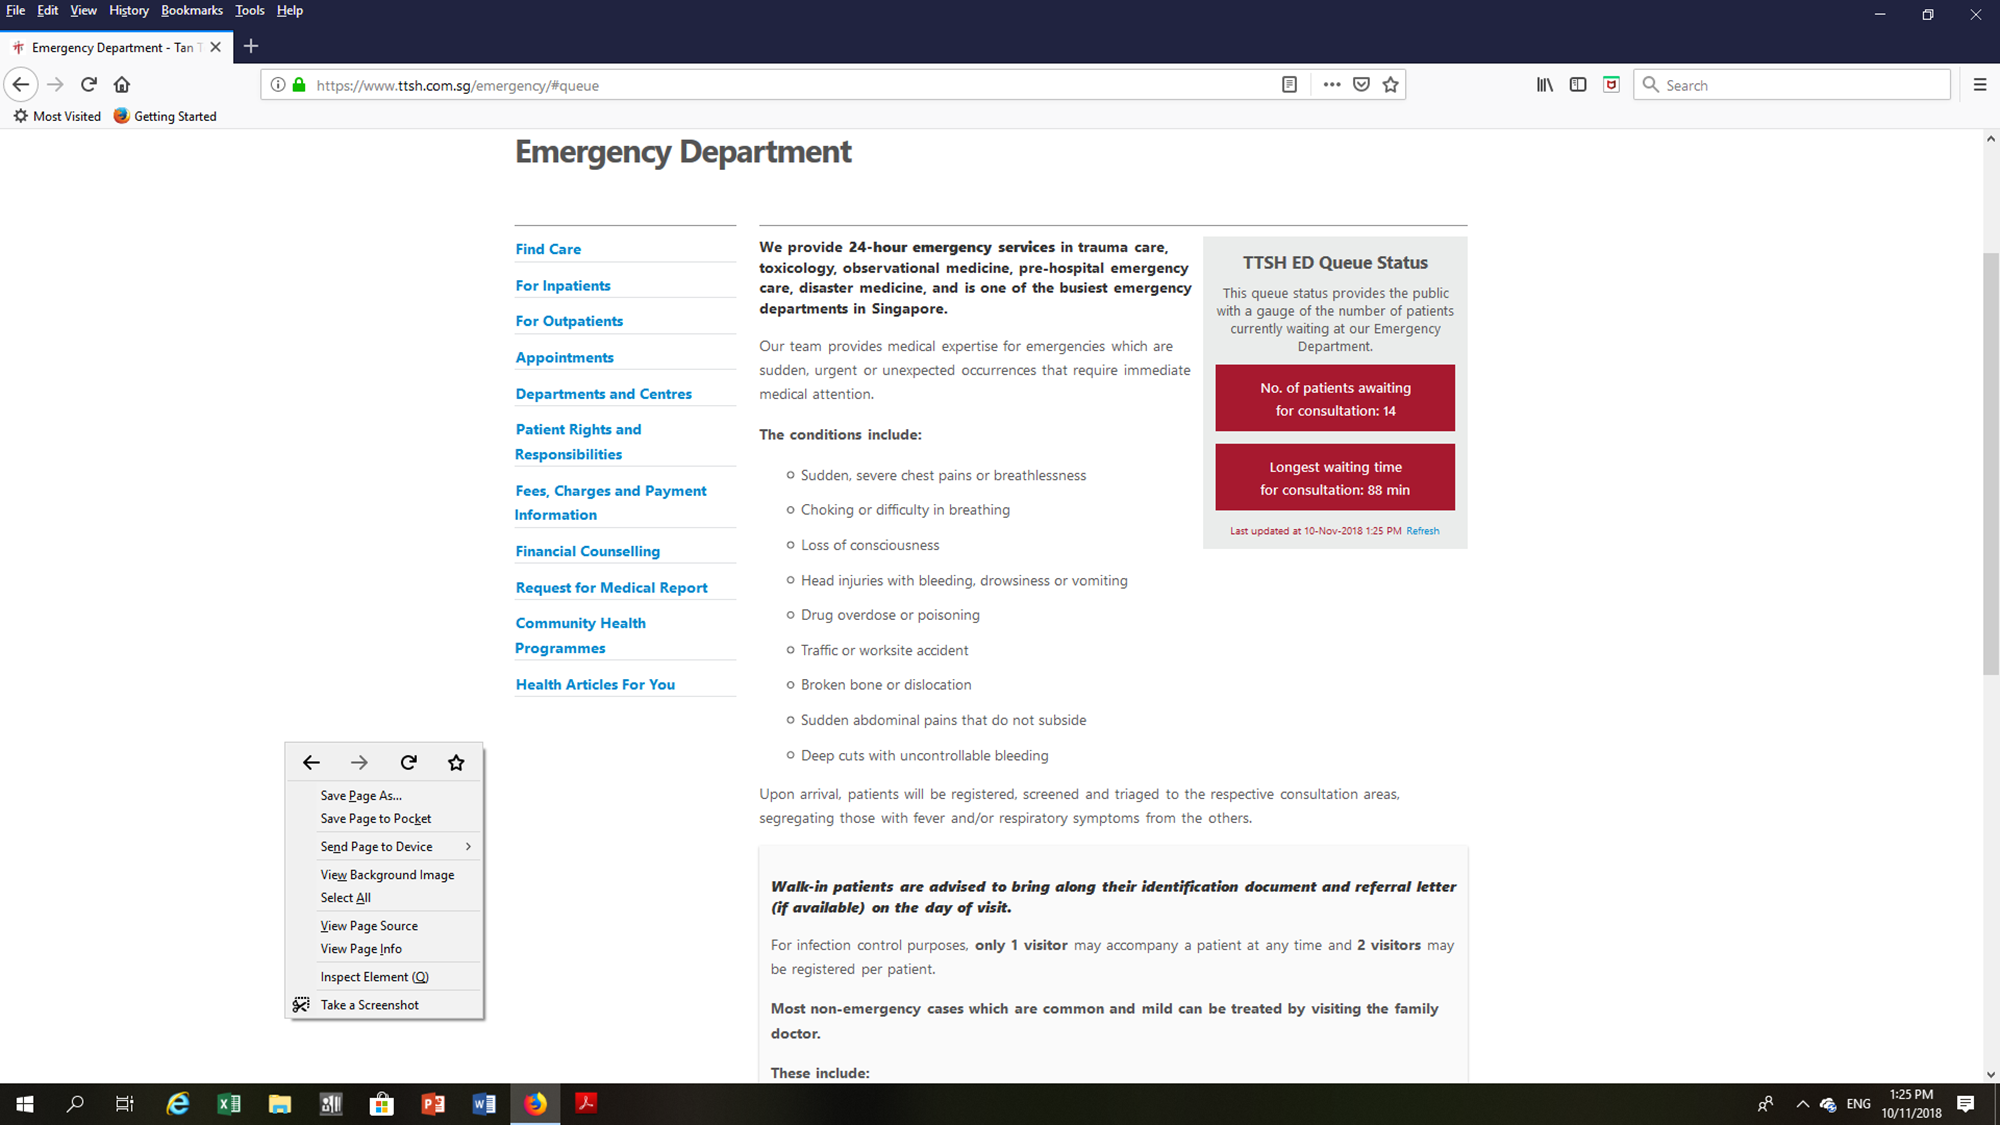 File Edit View History Bookmarks Tools Help
Emergency Department - Tan T
https://www.ttsh.com.sg/emergency/#queue
Search
Most Visited Getting Started
Emergency Department
Find Care
For Inpatients
For Outpatients
Appointments
Departments and Centres
Patient Rights and
Responsibilities
Fees, Charges and Payment
Information
Financial Counselling
Request for Medical Report
Community Health
Programmes
Health Articles For You
We provide 24-hour emergency services in trauma care,
toxicology, observational medicine, pre-hospital emergency
care, disaster medicine, and is one of the busiest emergency
departments in Singapore.
Our team provides medical expertise for emergencies which are
sudden, urgent or unexpected occurrences that require immediate
medical attention.
The conditions include:
Sudden, severe chest pains or breathlessness
Choking or difficulty in breathing
Loss of consciousness
Head injuries with bleeding, drowsiness or vomiting
Drug overdose or poisoning
Traffic or worksite accident
Broken bone or dislocation
Sudden abdominal pains that do not subside
Deep cuts with uncontrollable bleeding
Upon arrival, patients will be registered, screened and triaged to the respective consultation areas,
segregating those with fever and/or respiratory symptoms from the others.
TTSH ED Queue Status
This queue status provides the public
with a gauge of the number of patients
currently waiting at our Emergency
Department.
No. of patients awaiting
for consultation: 14
Longest waiting time
for consultation: 88 min
Last updated at 10-Nov-2018 1:25 PM Refresh
Walk-in patients are advised to bring along their identification document and referral letter
(if available) on the day of visit.
For infection control purposes, only 1 visitor may accompany a patient at any time and 2 visitors may
be registered per patient.
Most non-emergency cases which are common and mild can be treated by visiting the family
doctor.
These include:
Save Page As...
Save Page to Pocket
Send Page to Device
View Background Image
Select All
View Page Source
View Page Info
Inspect Element (Q)
Take a Screenshot
ENG
1:25 PM
10/11/2018